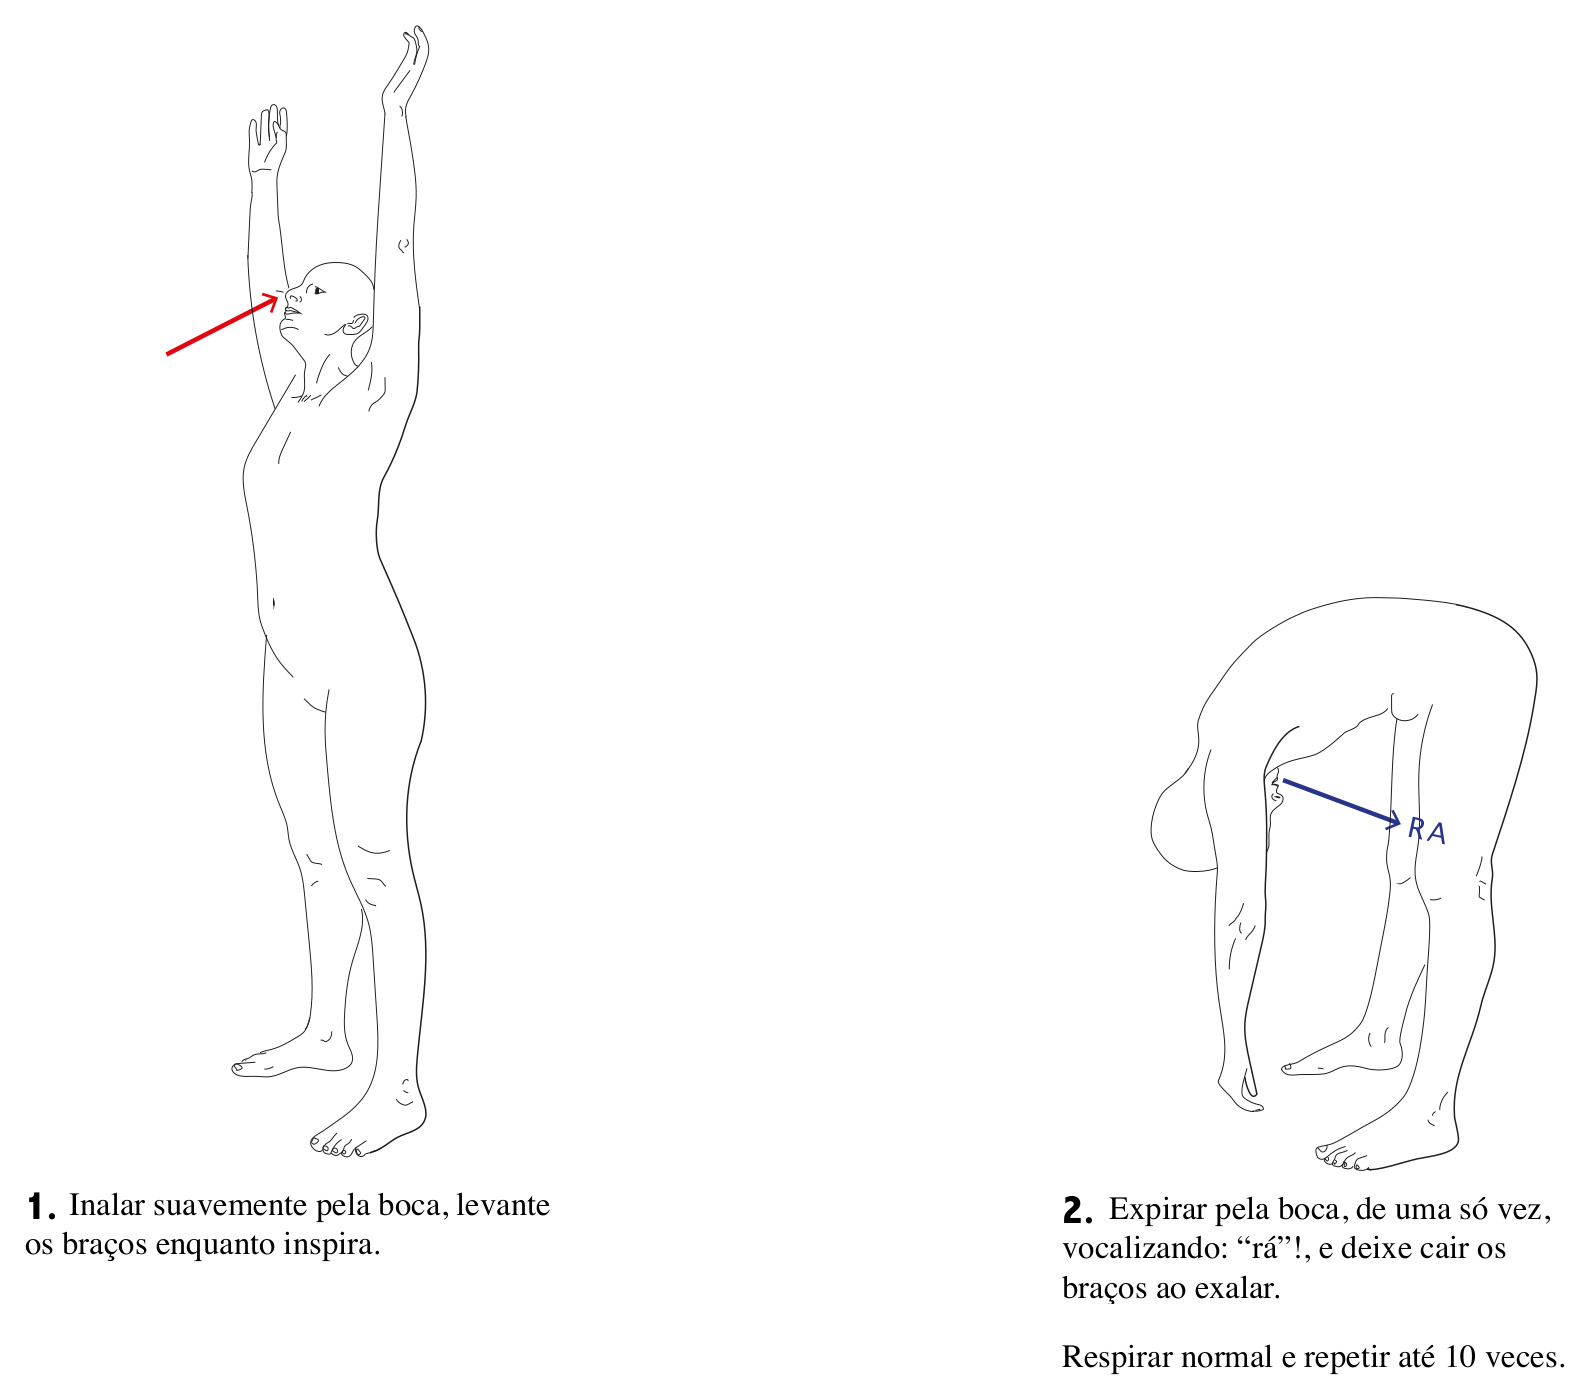 RA
1. Inalar suavemente pela boca, levante
os braços enquanto inspira.
2. Expirar pela boca, de uma só vez,
vocalizando: “rá”!, e deixe cair os
braços ao exalar.
Respirar normal e repetir até 10 veces.